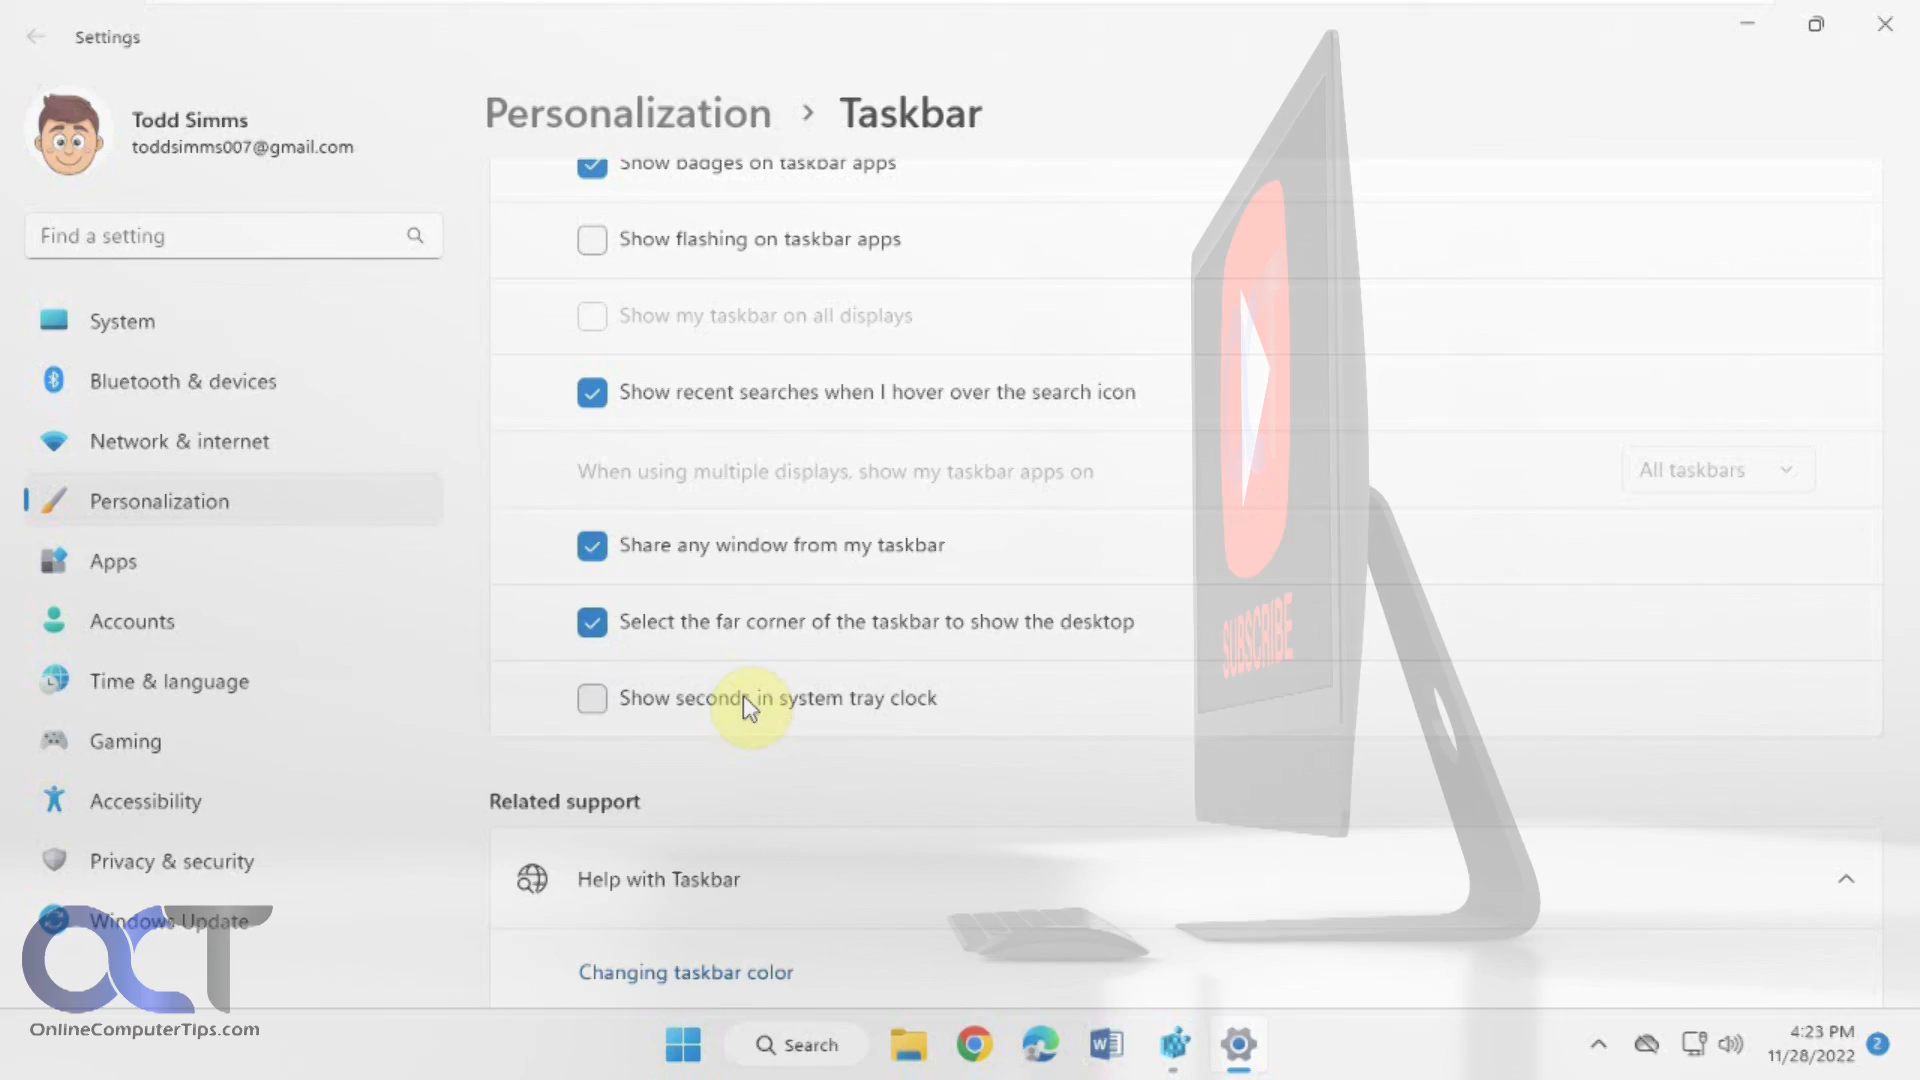 Settings
Todd Simms
toddsimms007@gmail.com
Find a setting
System
Bluetooth & devices
Network & internet
Personalization
Apps
Accounts
Time & language
Gaming
Accessibility
Privacy & security
Windows Update
OCT
OnlineComputerTips.com
Personalization > Taskbar
Show badges on taskbar apps
Show flashing on taskbar apps
Show my taskbar on all displays
Show recent searches when I hover over the search icon
When using multiple displays, show my taskbar apps on
All taskbars
Share any window from my taskbar
Select the far corner of the taskbar to show the desktop
Show seconds in system tray clock
Related support
Help with Taskbar
Changing taskbar color
SUBSCRIBE
Search
W
4:23 PM
11/28/2022
2